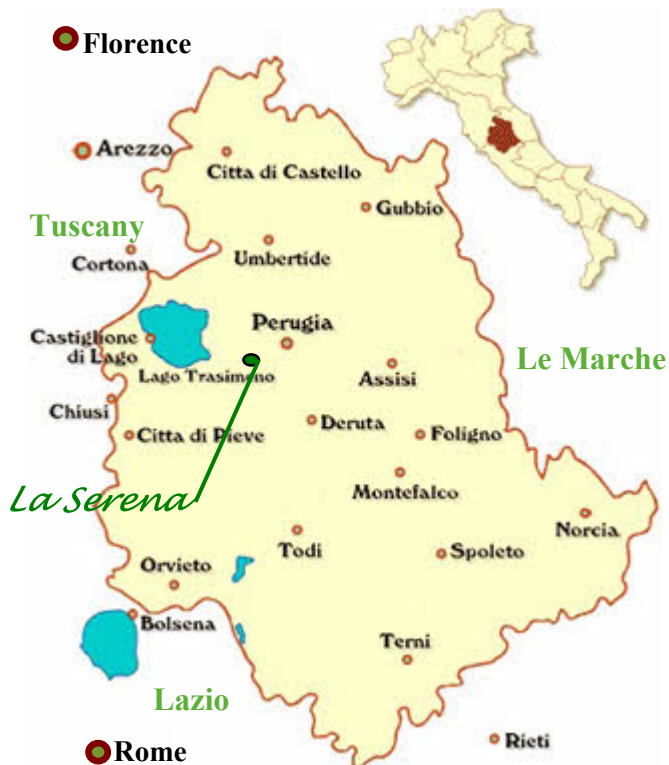 Florence
Arezzo
Citta di Castello
Gubbio
Tuscany
Cortona
Umbertide
Perugia
Castiglione
di Lago
Lago Trasimeno
Assisi
Le Marche
Chiusi
Deruta
Citta di Pieve
Foligno
Montefalco
La Serena
Norcia
Todi
Spoleto
Orvieto
Bolsena
Terni
Lazio
Rieti
Rome